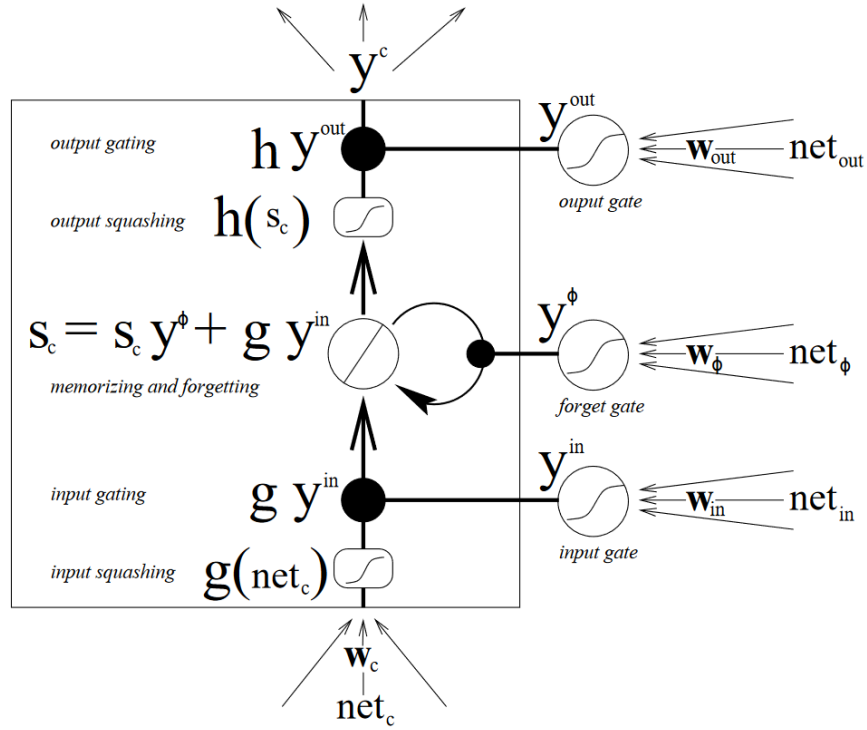 y^c
y^out
output gating
h y^out
w_out
net_out
ouput gate
output squashing
h(s_c)
y^ϕ
s_c = s_c y^ϕ + g y^in
w_ϕ
net_ϕ
memorizing and forgetting
forget gate
y^in
input gating
g y^in
w_in
net_in
input gate
input squashing
g(net_c)
w_c
net_c